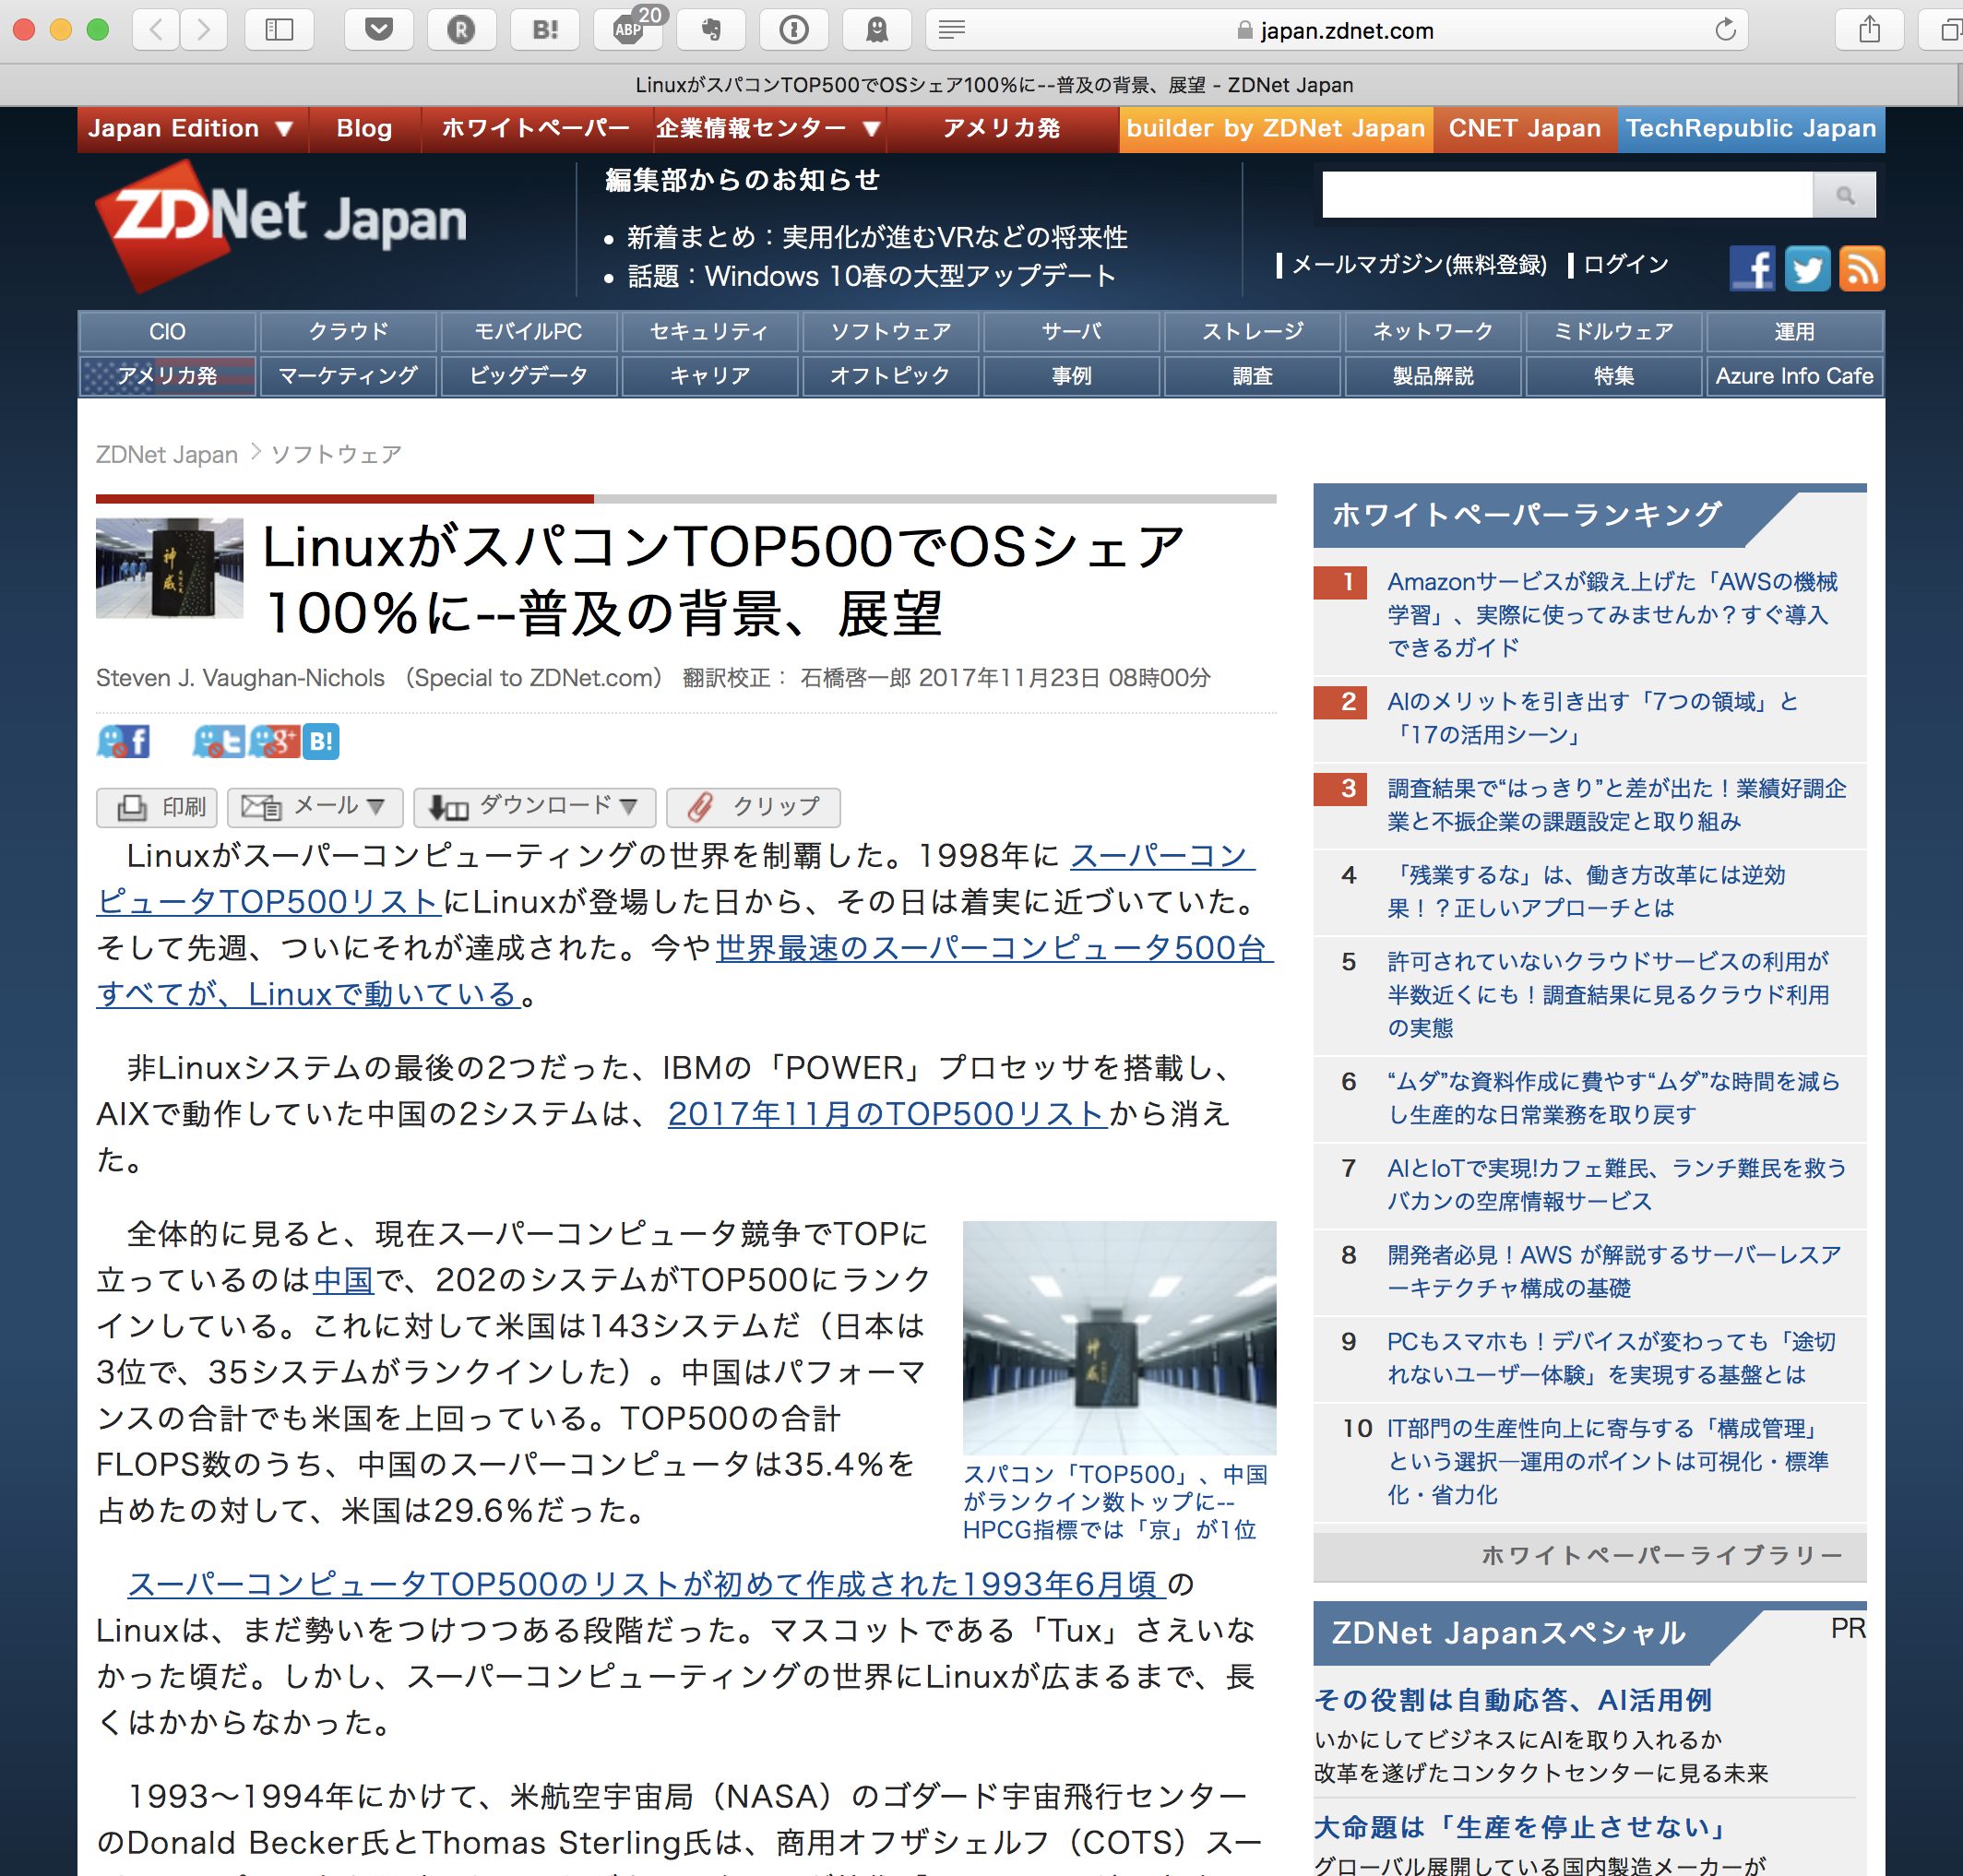 20
ABP
R
B!
japan.zdnet.com
LinuxがスパコンTOP500でOSシェア100%に--普及の背景、展望 - ZDNet Japan
Japan Edition ▼
Blog
ホワイトペーパー
企業情報センター ▼
アメリカ発
builder by ZDNet Japan
CNET Japan
TechRepublic Japan
ZDNet Japan
編集部からのお知らせ
• 新着まとめ：実用化が進むVRなどの将来性
• 話題：Windows 10春の大型アップデート
メールマガジン(無料登録)
ログイン
CIO
クラウド
モバイルPC
セキュリティ
ソフトウェア
サーバ
ストレージ
ネットワーク
ミドルウェア
運用
アメリカ発
マーケティング
ビッグデータ
キャリア
オフトピック
事例
調査
製品解説
特集
Azure Info Cafe
ZDNet Japan > ソフトウェア
神威
LinuxがスパコンTOP500でOSシェア
100%に--普及の背景、展望
Steven J. Vaughan-Nichols （Special to ZDNet.com） 翻訳校正： 石橋啓一郎 2017年11月23日 08時00分
f
t
g+
B!
印刷
メール▼
ダウンロード▼
クリップ
Linuxがスーパーコンピューティングの世界を制覇した。1998年に スーパーコン
ピュータTOP500リストにLinuxが登場した日から、その日は着実に近づいていた。
そして先週、ついにそれが達成された。今や世界最速のスーパーコンピュータ500台
すべてが、Linuxで動いている。
非Linuxシステムの最後の2つだった、IBMの「POWER」プロセッサを搭載し、
AIXで動作していた中国の2システムは、 2017年11月のTOP500リストから消え
た。
全体的に見ると、現在スーパーコンピュータ競争でTOPに
立っているのは中国で、202のシステムがTOP500にランク
インしている。これに対して米国は143システムだ（日本は
3位で、35システムがランクインした）。中国はパフォーマ
ンスの合計でも米国を上回っている。TOP500の合計
FLOPS数のうち、中国のスーパーコンピュータは35.4%を
占めたの対して、米国は29.6%だった。
神威
スパコン「TOP500」、中国
がランクイン数トップに--
HPCG指標では「京」が1位
スーパーコンピュータTOP500のリストが初めて作成された1993年6月頃 の
Linuxは、まだ勢いをつけつつある段階だった。マスコットである「Tux」さえいな
かった頃だ。しかし、スーパーコンピューティングの世界にLinuxが広まるまで、長
くはかからなかった。
1993～1994年にかけて、米航空宇宙局（NASA）のゴダード宇宙飛行センター
のDonald Becker氏とThomas Sterling氏は、商用オフザシェルフ（COTS）スー
ホワイトペーパーランキング
1 Amazonサービスが鍛え上げた「AWSの機械
学習」、実際に使ってみませんか？すぐ導入
できるガイド
2 AIのメリットを引き出す「7つの領域」と
「17の活用シーン」
3 調査結果で“はっきり”と差が出た！業績好調企
業と不振企業の課題設定と取り組み
4 「残業するな」は、働き方改革には逆効
果！？正しいアプローチとは
5 許可されていないクラウドサービスの利用が
半数近くにも！調査結果に見るクラウド利用
の実態
6 “ムダ”な資料作成に費やす“ムダ”な時間を減ら
し生産的な日常業務を取り戻す
7 AIとIoTで実現!カフェ難民、ランチ難民を救う
バカンの空席情報サービス
8 開発者必見！AWS が解説するサーバーレスア
ーキテクチャ構成の基礎
9 PCもスマホも！デバイスが変わっても「途切
れないユーザー体験」を実現する基盤とは
10 IT部門の生産性向上に寄与する「構成管理」
という選択―運用のポイントは可視化・標準
化・省力化
ホワイトペーパーライブラリー
ZDNet Japanスペシャル
PR
その役割は自動応答、AI活用例
いかにしてビジネスにAIを取り入れるか
改革を遂げたコンタクトセンターに見る未来
大命題は「生産を停止させない」
グローバル展開している国内製造メーカーが